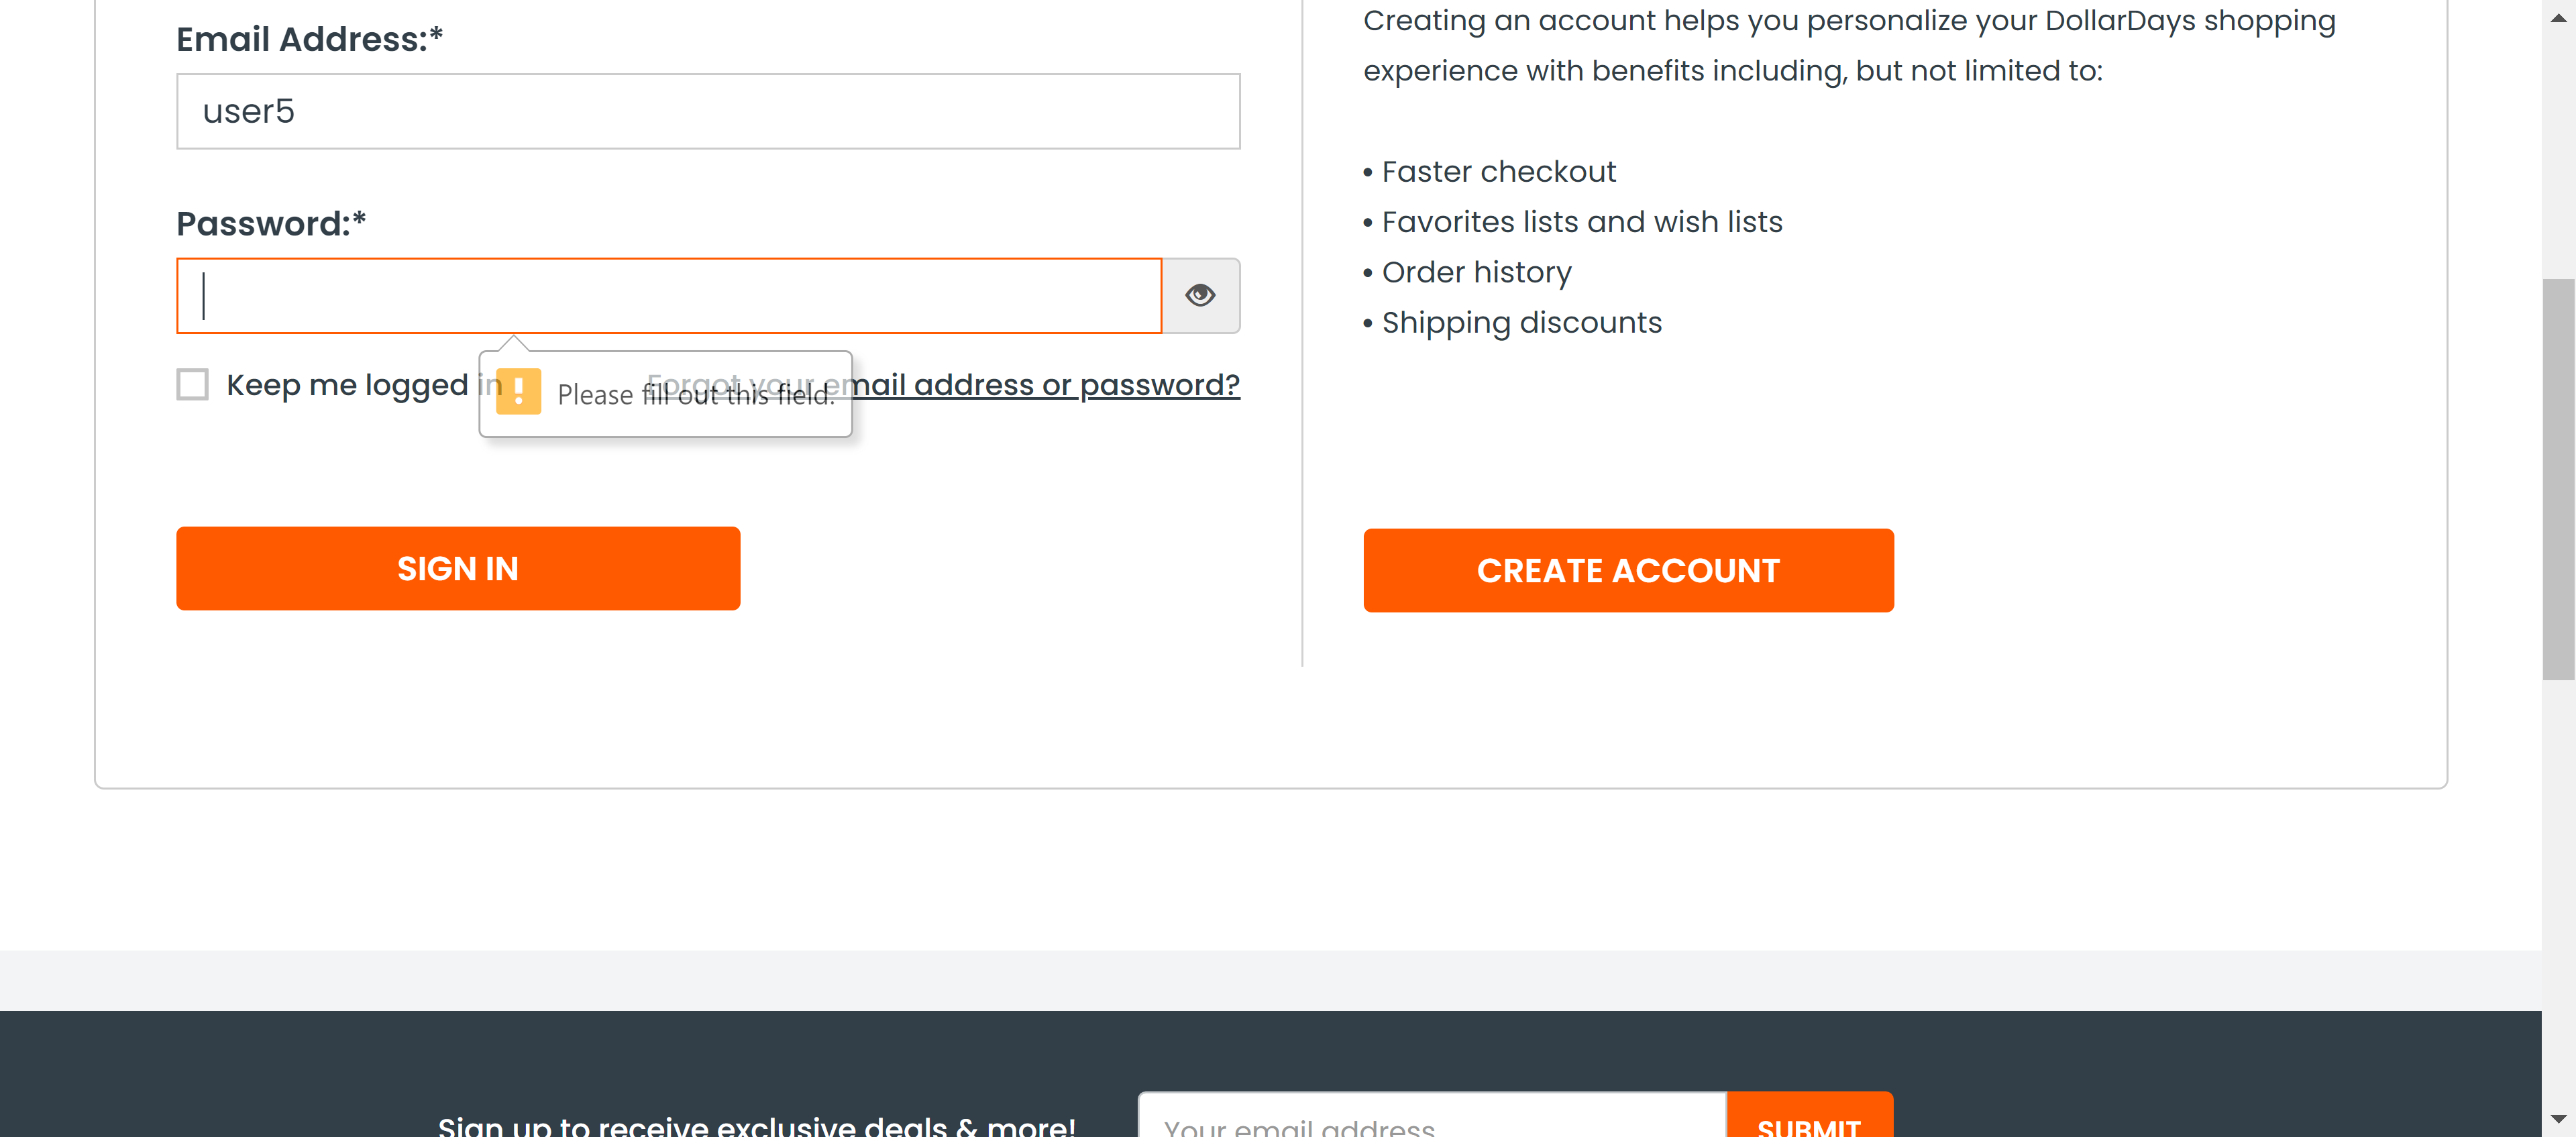 Email Address:*
user5
Password:*
Keep me logged in
Forgot your email address or password?
Please fill out this field.
SIGN IN
Creating an account helps you personalize your DollarDays shopping
experience with benefits including, but not limited to:
• Faster checkout
• Favorites lists and wish lists
• Order history
• Shipping discounts
CREATE ACCOUNT
Sign up to receive exclusive deals & more!
Your email address
SUBMIT